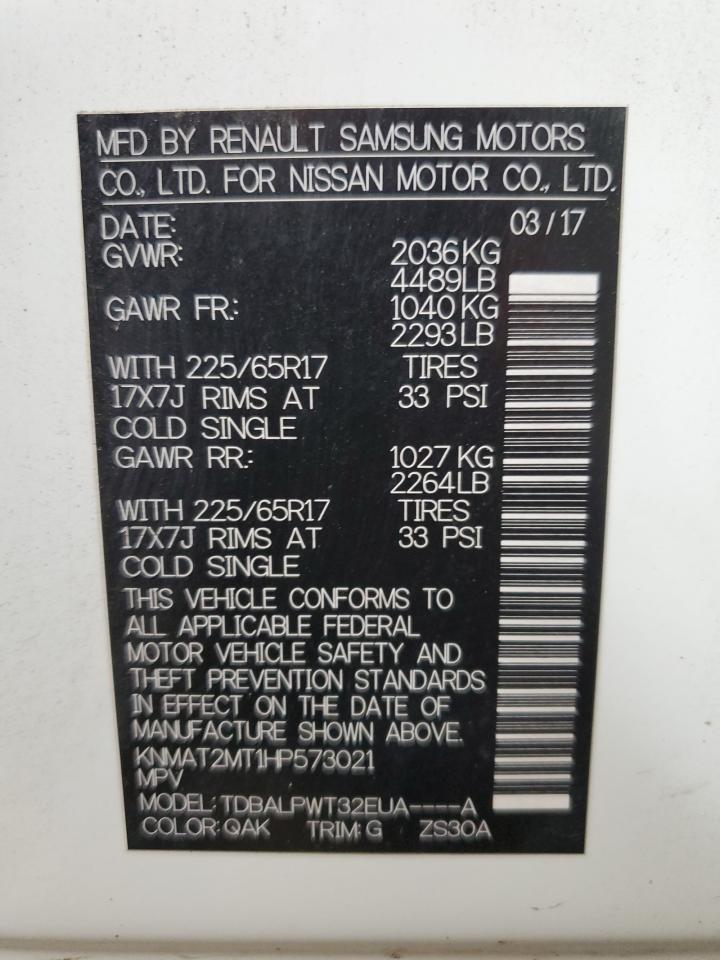 MFD BY RENAULT SAMSUNG MOTORS
CO., LTD. FOR NISSAN MOTOR CO., LTD.
DATE: 03/17
GVWR: 2036KG
4489LB
GAWR FR.: 1040 KG
2293LB
WITH 225/65R17 TIRES
17X7J RIMS AT 33 PSI
COLD SINGLE
GAWR RR.: 1027 KG
2264LB
WITH 225/65R17 TIRES
17X7J RIMS AT 33 PSI
COLD SINGLE
THIS VEHICLE CONFORMS TO
ALL APPLICABLE FEDERAL
MOTOR VEHICLE SAFETY AND
THEFT PREVENTION STANDARDS
IN EFFECT ON THE DATE OF
MANUFACTURE SHOWN ABOVE.
KNMAT2MT1HP573021
MPV
MODEL: TDBALPWT32EUA----A
COLOR: QAK TRIM: G ZS30A